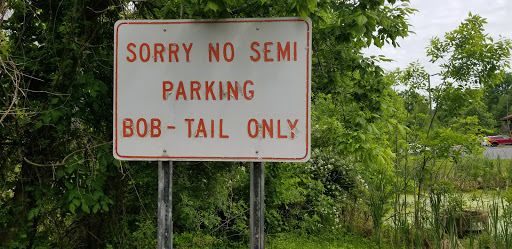 SORRY NO SEMI
PARKING
BOB-TAIL ONLY